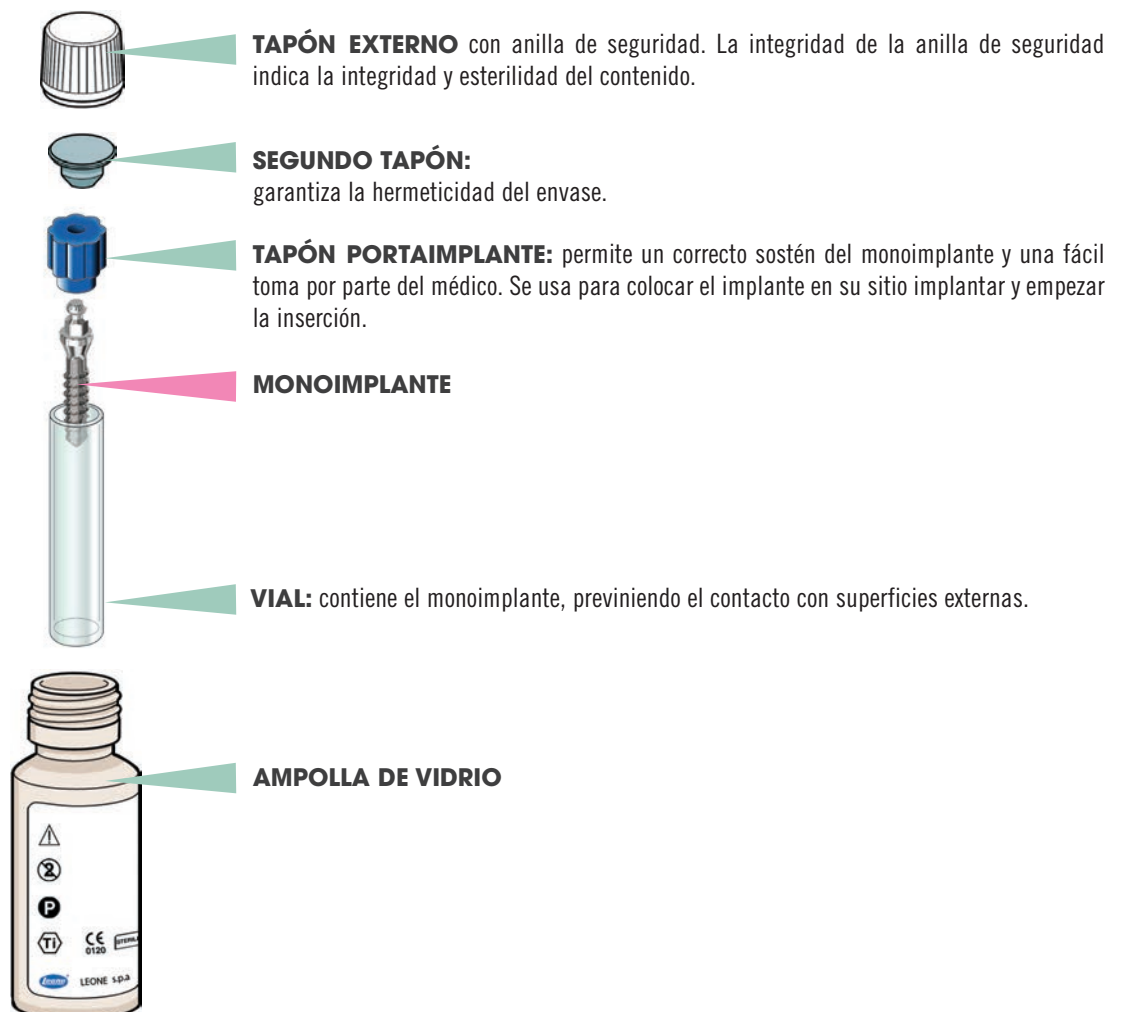 TAPÓN EXTERNO con anilla de seguridad. La integridad de la anilla de seguridad
indica la integridad y esterilidad del contenido.
SEGUNDO TAPÓN:
garantiza la hermeticidad del envase.
TAPÓN PORTAIMPLANTE: permite un correcto sostén del monoimplante y una fácil
toma por parte del médico. Se usa para colocar el implante en su sitio implantar y empezar
la inserción.
MONOIMPLANTE
VIAL: contiene el monoimplante, previniendo el contacto con superficies externas.
AMPOLLA DE VIDRIO
2
P
Ti CE
0120
Leone LEONE s.p.a